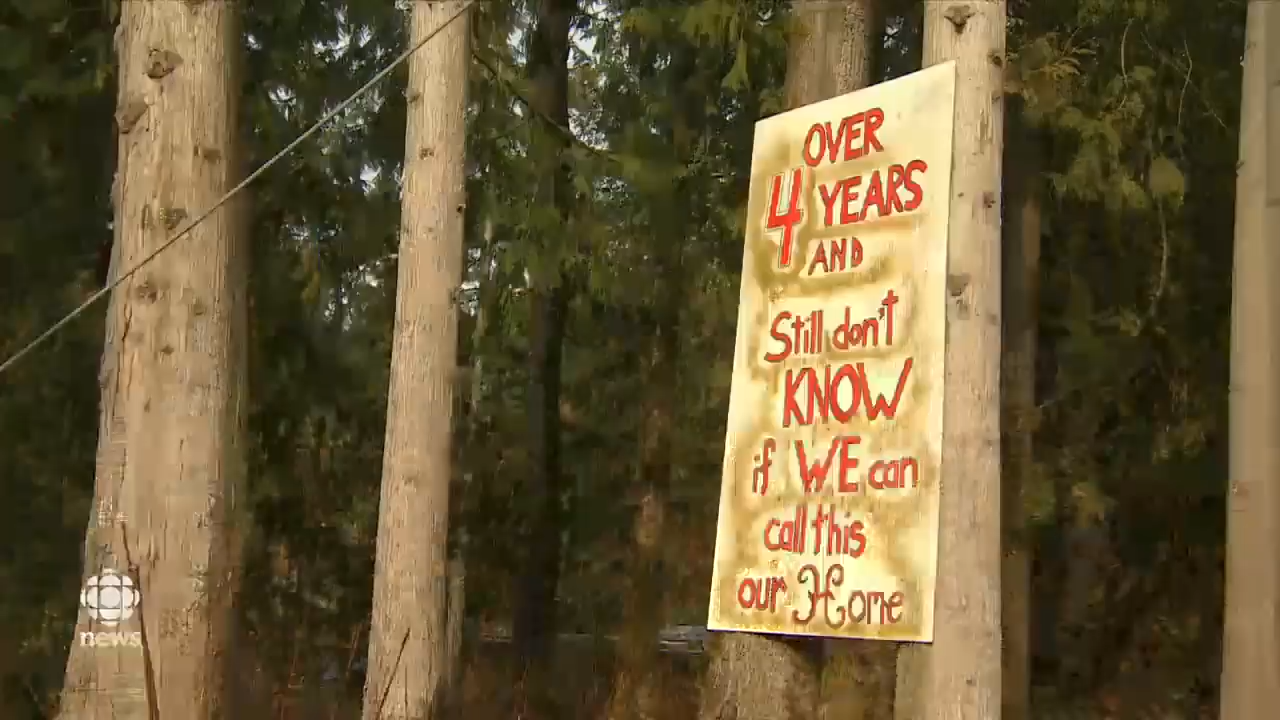 OVER
4 YEARS
AND
Still don't
KNOW
if WE can
call this
our Home
news